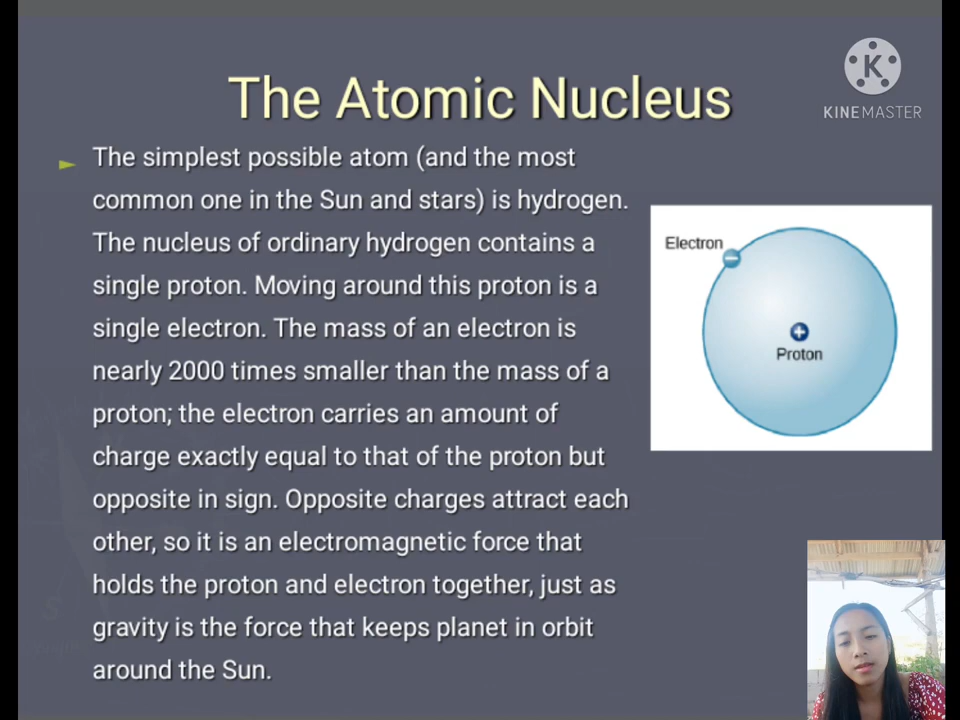 The Atomic Nucleus
KINEMASTER
The simplest possible atom (and the most
common one in the Sun and stars) is hydrogen.
The nucleus of ordinary hydrogen contains a
single proton. Moving around this proton is a
single electron. The mass of an electron is
nearly 2000 times smaller than the mass of a
proton; the electron carries an amount of
charge exactly equal to that of the proton but
opposite in sign. Opposite charges attract each
other, so it is an electromagnetic force that
holds the proton and electron together, just as
gravity is the force that keeps planet in orbit
around the Sun.
Electron
Proton